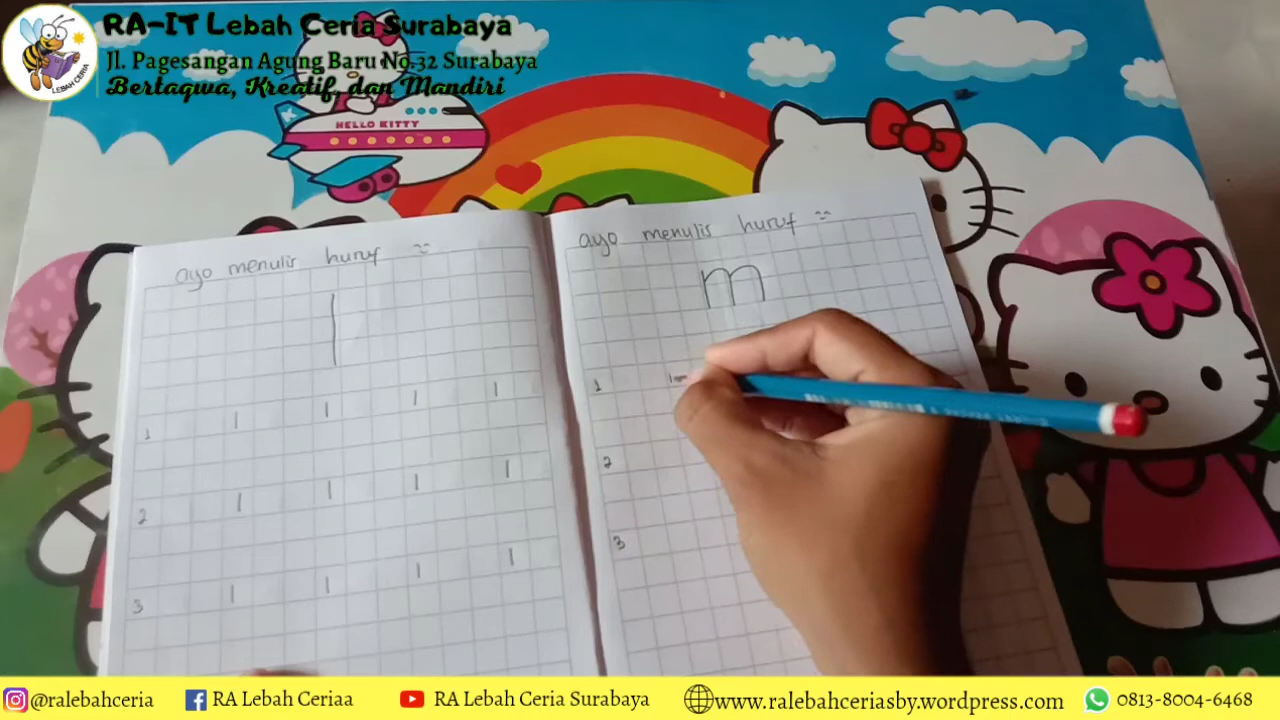 RA-IT Lebah Ceria Surabaya
Jl. Pagesangan Agung Baru No.32 Surabaya
Bertaqwa, Kreatif, dan Mandiri
LEBAH CERIA
HELLO KITTY
ayo menulis huruf
l
1 l l l l
2 l l l l
3 l l l l
ayo menulis huruf
m
1
2
3
@ralebahceria
RA Lebah Ceriaa
RA Lebah Ceria Surabaya
www.ralebahceriasby.wordpress.com
0813-8004-6468